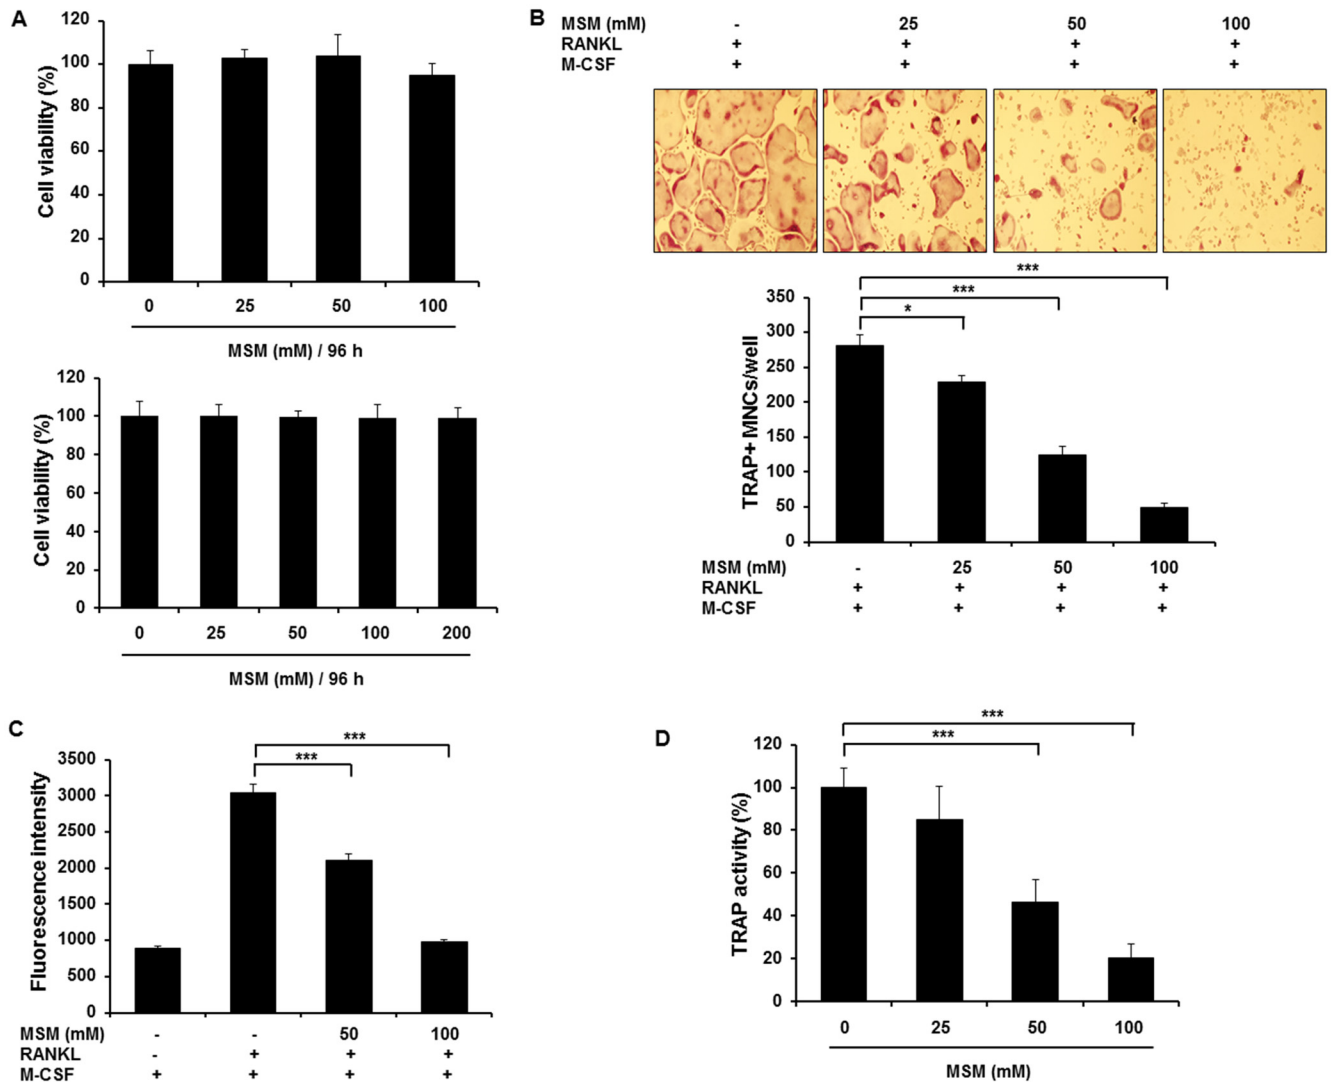 A
120
100
80
60
40
20
0
Cell viability (%)
0 25 50 100
MSM (mM) / 96 h
120
100
80
60
40
20
0
Cell viability (%)
0 25 50 100 200
MSM (mM) / 96 h
B
MSM (mM) - 25 50 100
RANKL + + + +
M-CSF + + + +
***
***
*
350
300
250
200
150
100
50
0
TRAP+ MNCs/well
MSM (mM) - 25 50 100
RANKL + + + +
M-CSF + + + +
C
***
***
3500
3000
2500
2000
1500
1000
500
0
Fluorescence intensity
MSM (mM) - - 50 100
RANKL - + + +
M-CSF + + + +
D
***
***
120
100
80
60
40
20
0
TRAP activity (%)
0 25 50 100
MSM (mM)